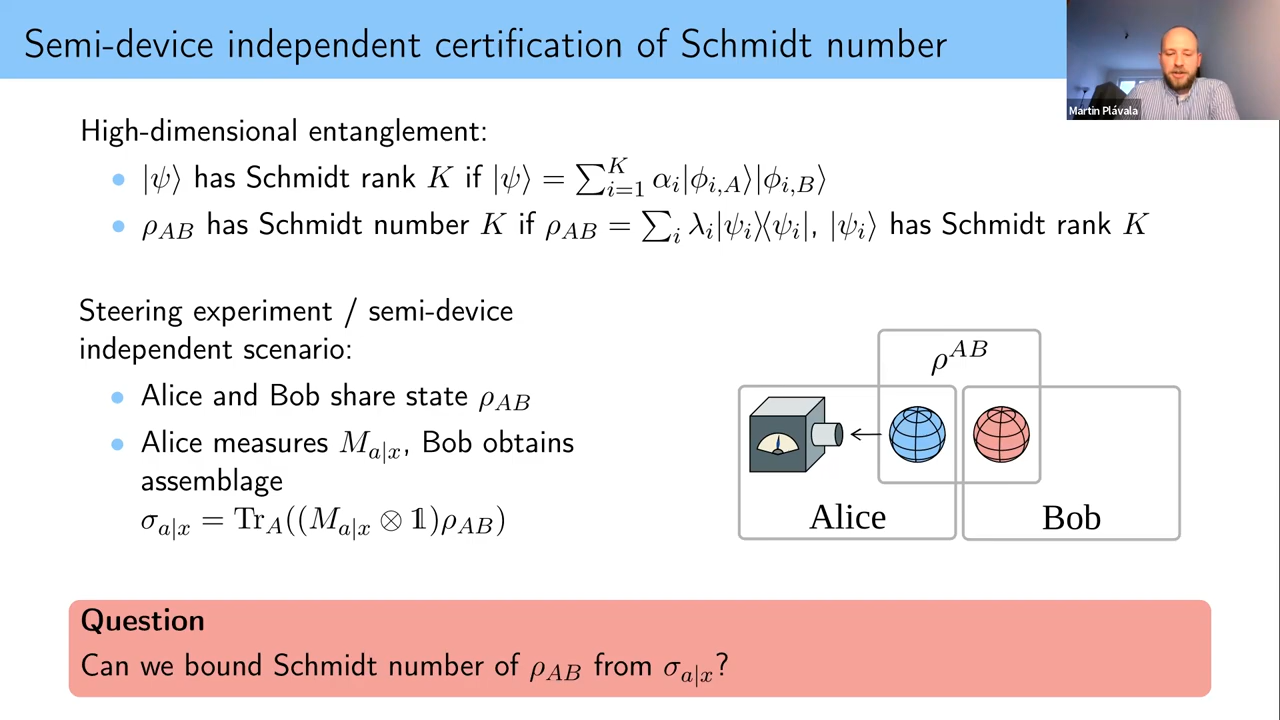 Semi-device independent certification of Schmidt number
Martin Plávala
High-dimensional entanglement:
• |ψ⟩ has Schmidt rank K if |ψ⟩ = ∑_{i=1}^{K} α_i|ϕ_{i,A}⟩|ϕ_{i,B}⟩
• ρ_{AB} has Schmidt number K if ρ_{AB} = ∑_i λ_i|ψ_i⟩⟨ψ_i|, |ψ_i⟩ has Schmidt rank K
Steering experiment / semi-device
independent scenario:
• Alice and Bob share state ρ_{AB}
• Alice measures M_{a|x}, Bob obtains
assemblage
σ_{a|x} = Tr_A((M_{a|x} ⊗ 𝟙)ρ_{AB})
ρ^{AB}
Alice
Bob
Question
Can we bound Schmidt number of ρ_{AB} from σ_{a|x}?